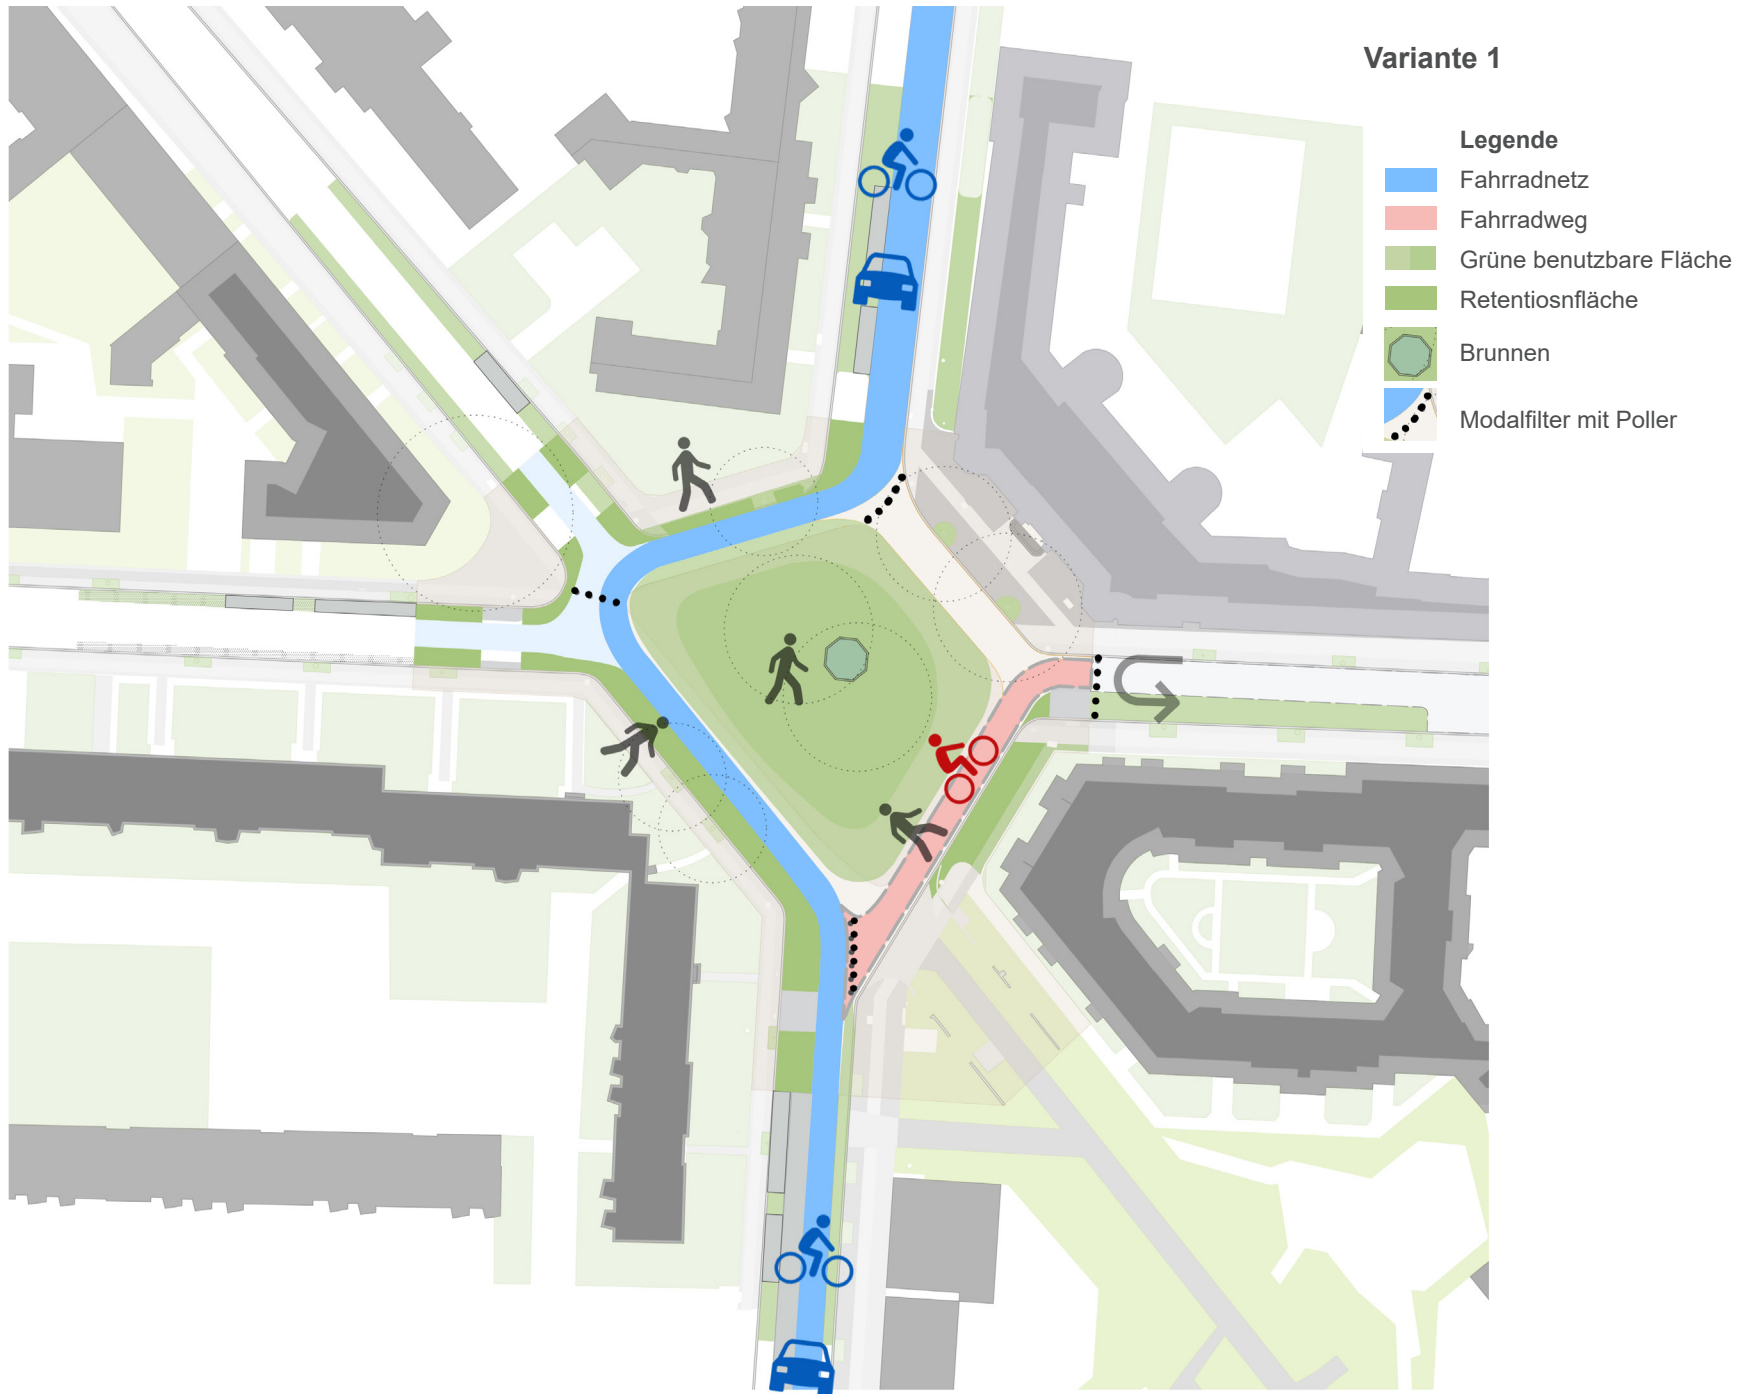 Variante 1
Legende
Fahrradnetz
Fahrradweg
Grüne benutzbare Fläche
Retentiosnfläche
Brunnen
Modalfilter mit Poller